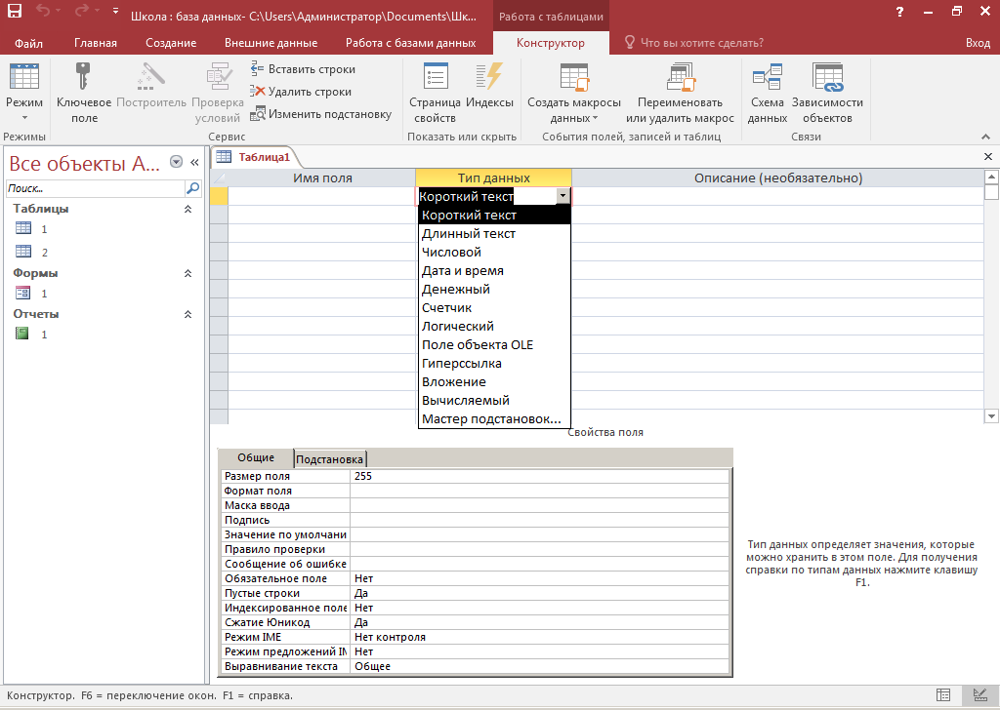 Школа : база данных- C:\Users\Администратор\Documents\Шк...
Работа с таблицами
?
Файл
Главная
Создание
Внешние данные
Работа с базами данных
Конструктор
Что вы хотите сделать?
Вход
Режим
Ключевое поле
Построитель
Проверка условий
Вставить строки
Удалить строки
Изменить подстановку
Страница свойств
Индексы
Создать макросы данных
Переименовать или удалить макрос
Схема данных
Зависимости объектов
Режимы
Сервис
Показать или скрыть
События полей, записей и таблиц
Связи
Все объекты A...
«
Поиск...
Таблицы
1
2
Формы
1
Отчеты
1
Таблица1
Имя поля
Тип данных
Описание (необязательно)
Короткий текст
Короткий текст
Длинный текст
Числовой
Дата и время
Денежный
Счетчик
Логический
Поле объекта OLE
Гиперссылка
Вложение
Вычисляемый
Мастер подстановок...
Свойства поля
Общие
Подстановка
Размер поля 255
Формат поля
Маска ввода
Подпись
Значение по умолчани
Правило проверки
Сообщение об ошибке
Обязательное поле Нет
Пустые строки Да
Индексированное поле Нет
Сжатие Юникод Да
Режим IME Нет контроля
Режим предложений IM Нет
Выравнивание текста Общее
Тип данных определяет значения, которые
можно хранить в этом поле. Для получения
справки по типам данных нажмите клавишу
F1.
Конструктор. F6 = переключение окон. F1 = справка.